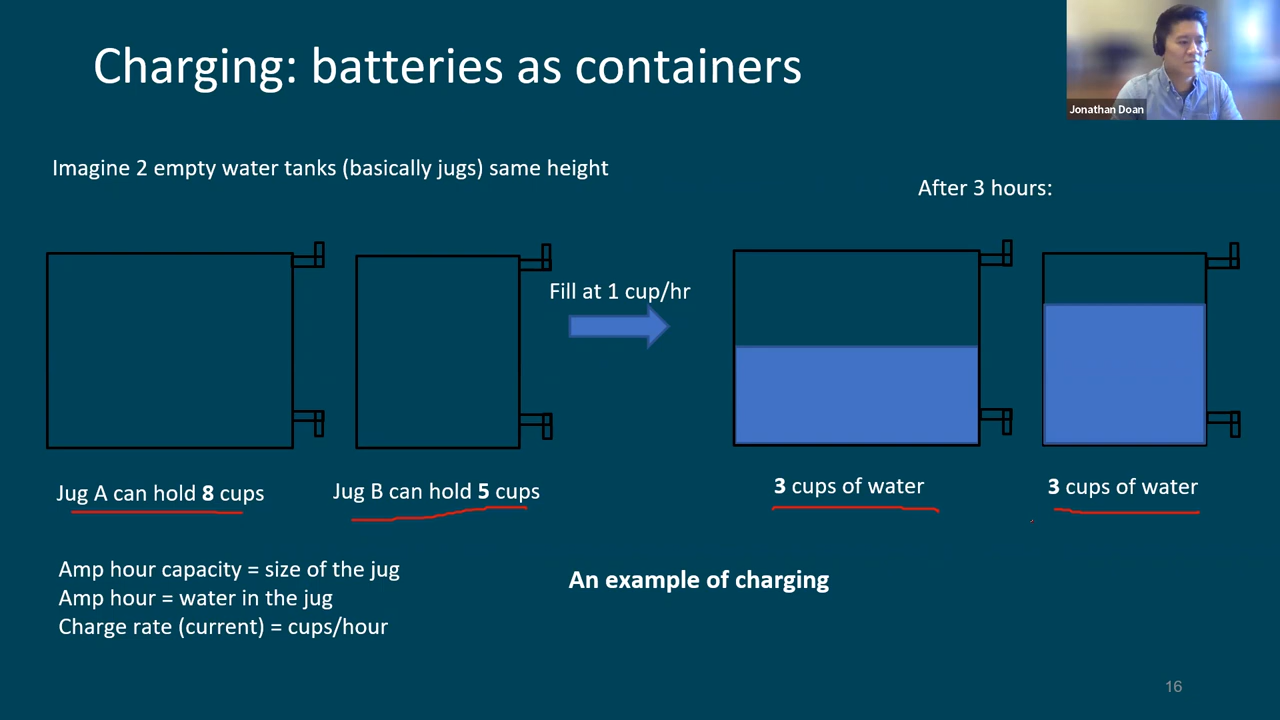 Charging: batteries as containers
Jonathan Doan
Imagine 2 empty water tanks (basically jugs) same height
After 3 hours:
Fill at 1 cup/hr
Jug A can hold 8 cups
Jug B can hold 5 cups
3 cups of water
3 cups of water
Amp hour capacity = size of the jug
Amp hour = water in the jug
Charge rate (current) = cups/hour
An example of charging
16